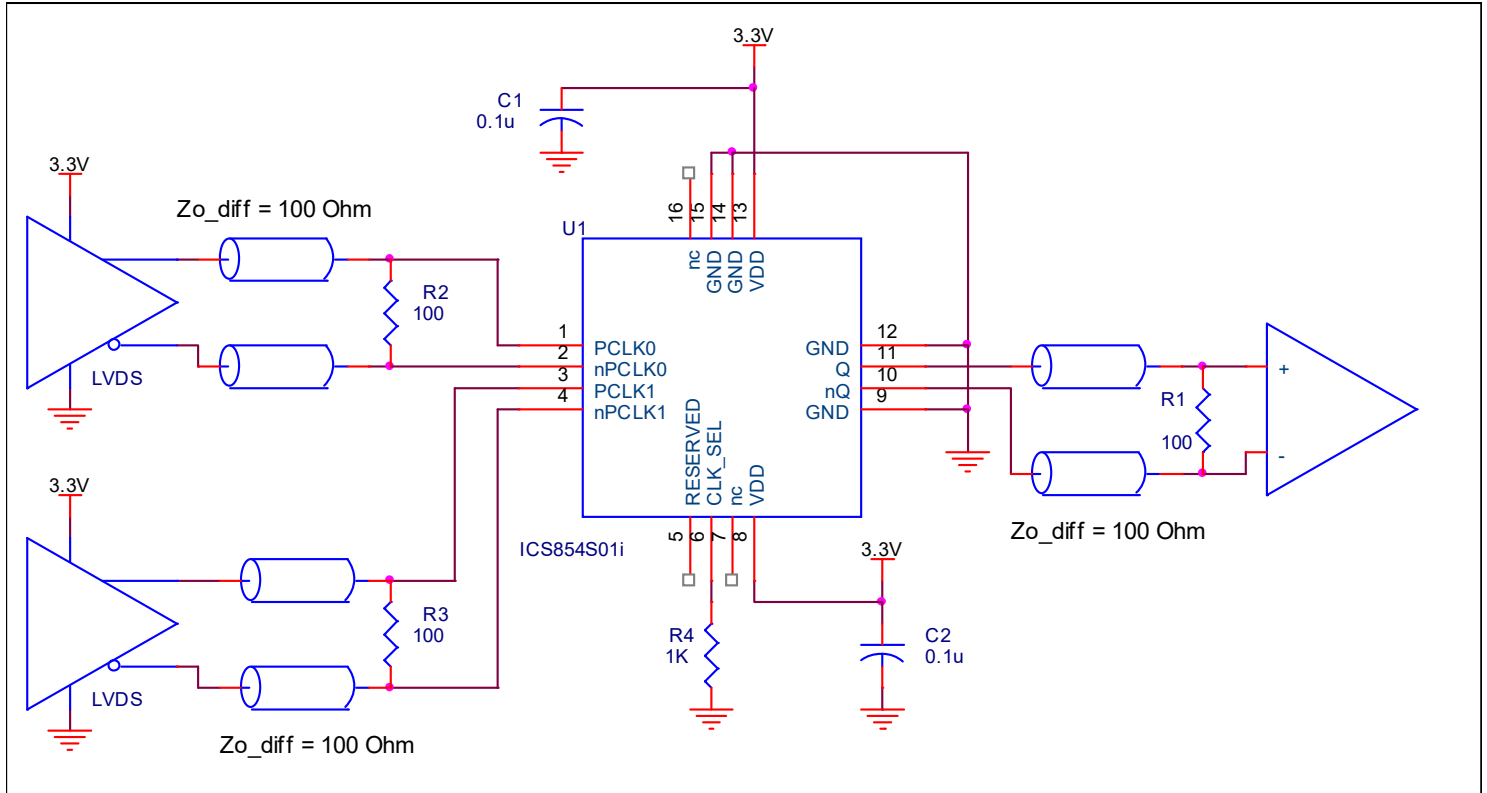 3.3V
C1
0.1u
3.3V
Zo_diff = 100 Ohm
16
15
14
13
U1
nc
GND
GND
VDD
R2
100
1
PCLK0
2
nPCLK0
3
PCLK1
4
nPCLK1
12
GND
11
Q
10
nQ
9
GND
LVDS
+
R1
100
-
RESERVED
CLK_SEL
nc
VDD
3.3V
5
6
7
8
ICS854S01i
3.3V
Zo_diff = 100 Ohm
R3
100
R4
1K
C2
0.1u
LVDS
Zo_diff = 100 Ohm